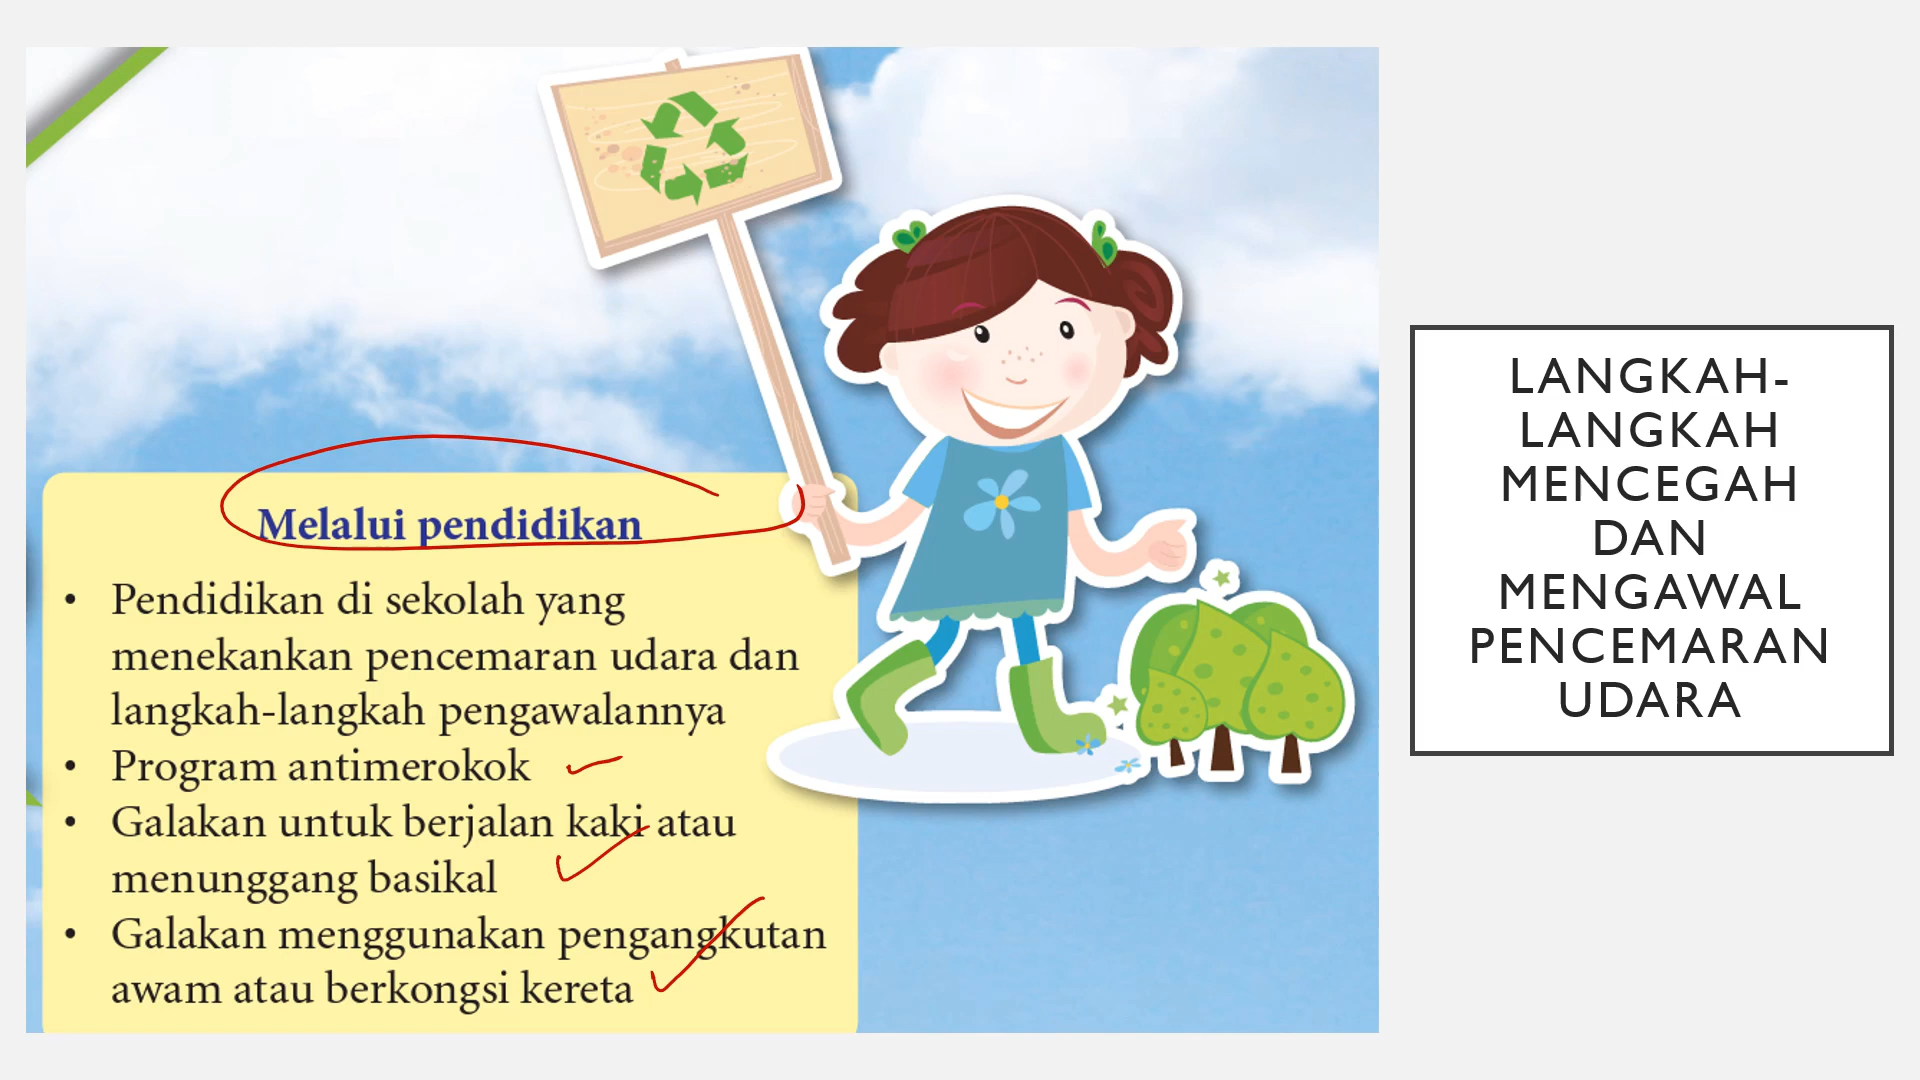 Melalui pendidikan
• Pendidikan di sekolah yang
menekankan pencemaran udara dan
langkah-langkah pengawalannya
• Program antimerokok
• Galakan untuk berjalan kaki atau
menunggang basikal
• Galakan menggunakan pengangkutan
awam atau berkongsi kereta
LANGKAH-
LANGKAH
MENCEGAH
DAN
MENGAWAL
PENCEMARAN
UDARA